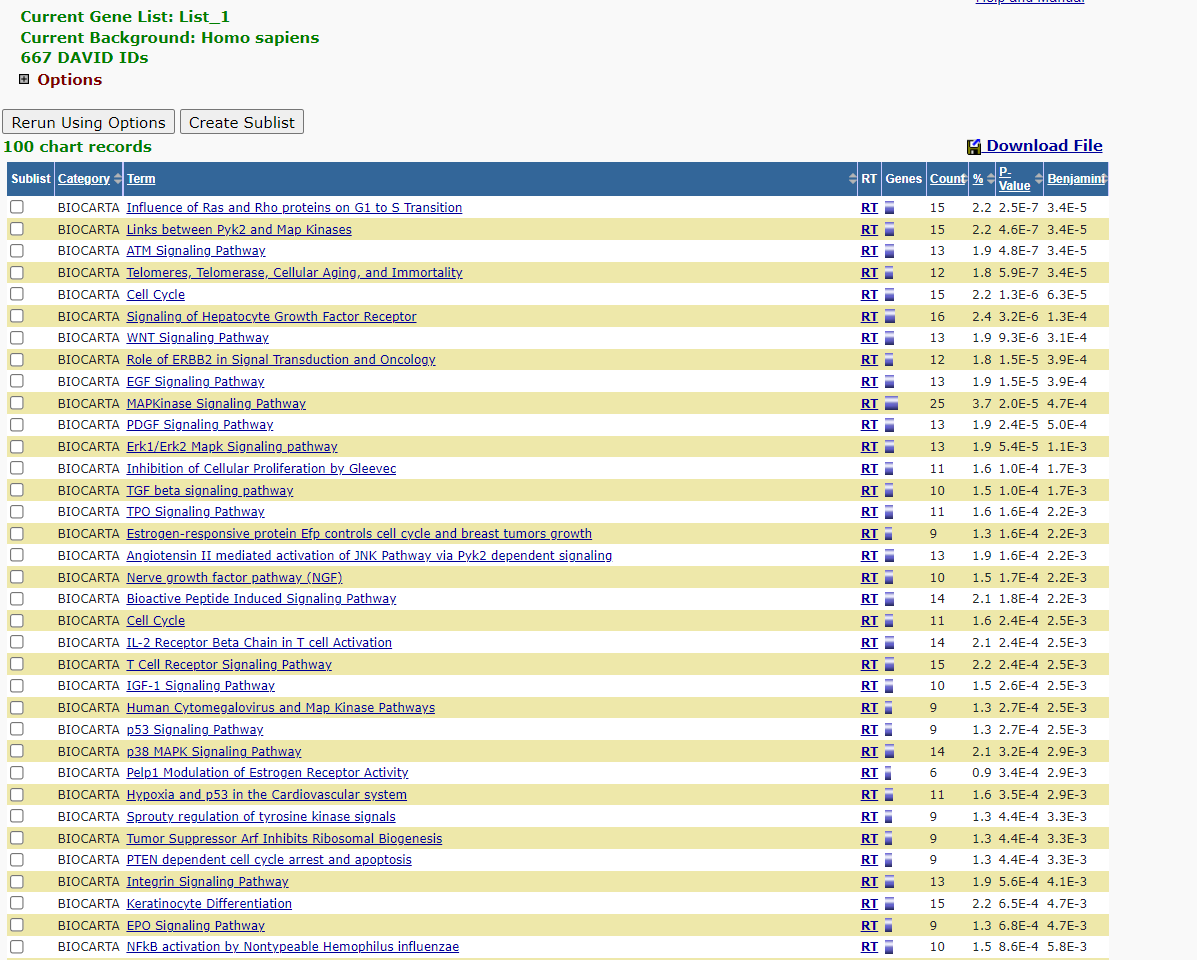 Help and Manual
Current Gene List: List_1
Current Background: Homo sapiens
667 DAVID IDs
Options
Rerun Using Options Create Sublist
100 chart records Download File
Sublist Category Term RT Genes Count % P-Value Benjamini
BIOCARTA Influence of Ras and Rho proteins on G1 to S Transition RT 15 2.2 2.5E-7 3.4E-5
BIOCARTA Links between Pyk2 and Map Kinases RT 15 2.2 4.6E-7 3.4E-5
BIOCARTA ATM Signaling Pathway RT 13 1.9 4.8E-7 3.4E-5
BIOCARTA Telomeres, Telomerase, Cellular Aging, and Immortality RT 12 1.8 5.9E-7 3.4E-5
BIOCARTA Cell Cycle RT 15 2.2 1.3E-6 6.3E-5
BIOCARTA Signaling of Hepatocyte Growth Factor Receptor RT 16 2.4 3.2E-6 1.3E-4
BIOCARTA WNT Signaling Pathway RT 13 1.9 9.3E-6 3.1E-4
BIOCARTA Role of ERBB2 in Signal Transduction and Oncology RT 12 1.8 1.5E-5 3.9E-4
BIOCARTA EGF Signaling Pathway RT 13 1.9 1.5E-5 3.9E-4
BIOCARTA MAPKinase Signaling Pathway RT 25 3.7 2.0E-5 4.7E-4
BIOCARTA PDGF Signaling Pathway RT 13 1.9 2.4E-5 5.0E-4
BIOCARTA Erk1/Erk2 Mapk Signaling pathway RT 13 1.9 5.4E-5 1.1E-3
BIOCARTA Inhibition of Cellular Proliferation by Gleevec RT 11 1.6 1.0E-4 1.7E-3
BIOCARTA TGF beta signaling pathway RT 10 1.5 1.0E-4 1.7E-3
BIOCARTA TPO Signaling Pathway RT 11 1.6 1.6E-4 2.2E-3
BIOCARTA Estrogen-responsive protein Efp controls cell cycle and breast tumors growth RT 9 1.3 1.6E-4 2.2E-3
BIOCARTA Angiotensin II mediated activation of JNK Pathway via Pyk2 dependent signaling RT 13 1.9 1.6E-4 2.2E-3
BIOCARTA Nerve growth factor pathway (NGF) RT 10 1.5 1.7E-4 2.2E-3
BIOCARTA Bioactive Peptide Induced Signaling Pathway RT 14 2.1 1.8E-4 2.2E-3
BIOCARTA Cell Cycle RT 11 1.6 2.4E-4 2.5E-3
BIOCARTA IL-2 Receptor Beta Chain in T cell Activation RT 14 2.1 2.4E-4 2.5E-3
BIOCARTA T Cell Receptor Signaling Pathway RT 15 2.2 2.4E-4 2.5E-3
BIOCARTA IGF-1 Signaling Pathway RT 10 1.5 2.6E-4 2.5E-3
BIOCARTA Human Cytomegalovirus and Map Kinase Pathways RT 9 1.3 2.7E-4 2.5E-3
BIOCARTA p53 Signaling Pathway RT 9 1.3 2.7E-4 2.5E-3
BIOCARTA p38 MAPK Signaling Pathway RT 14 2.1 3.2E-4 2.9E-3
BIOCARTA Pelp1 Modulation of Estrogen Receptor Activity RT 6 0.9 3.4E-4 2.9E-3
BIOCARTA Hypoxia and p53 in the Cardiovascular system RT 11 1.6 3.5E-4 2.9E-3
BIOCARTA Sprouty regulation of tyrosine kinase signals RT 9 1.3 4.4E-4 3.3E-3
BIOCARTA Tumor Suppressor Arf Inhibits Ribosomal Biogenesis RT 9 1.3 4.4E-4 3.3E-3
BIOCARTA PTEN dependent cell cycle arrest and apoptosis RT 9 1.3 4.4E-4 3.3E-3
BIOCARTA Integrin Signaling Pathway RT 13 1.9 5.6E-4 4.1E-3
BIOCARTA Keratinocyte Differentiation RT 15 2.2 6.5E-4 4.7E-3
BIOCARTA EPO Signaling Pathway RT 9 1.3 6.8E-4 4.7E-3
BIOCARTA NFkB activation by Nontypeable Hemophilus influenzae RT 10 1.5 8.6E-4 5.8E-3